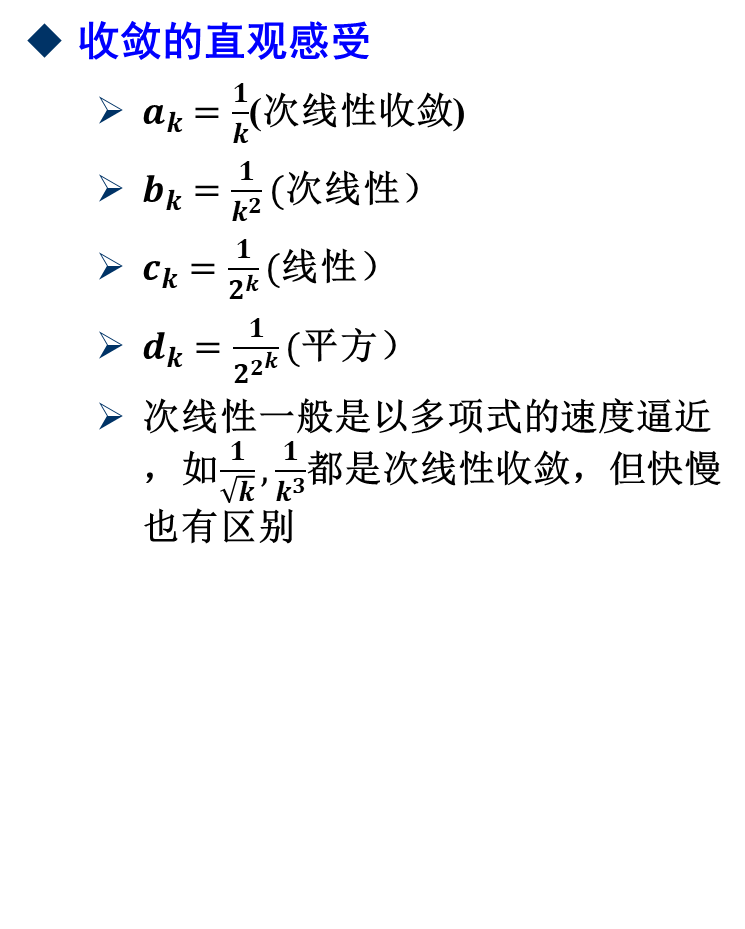 ◆ 收敛的直观感受
➢ $a_k = \frac{1}{k}$(次线性收敛)
➢ $b_k = \frac{1}{k^2}$(次线性）
➢ $c_k = \frac{1}{2^k}$(线性）
➢ $d_k = \frac{1}{2^{2^k}}$(平方）
➢ 次线性一般是以多项式的速度逼近
，如$\frac{1}{\sqrt{k}}, \frac{1}{k^3}$都是次线性收敛，但快慢
也有区别